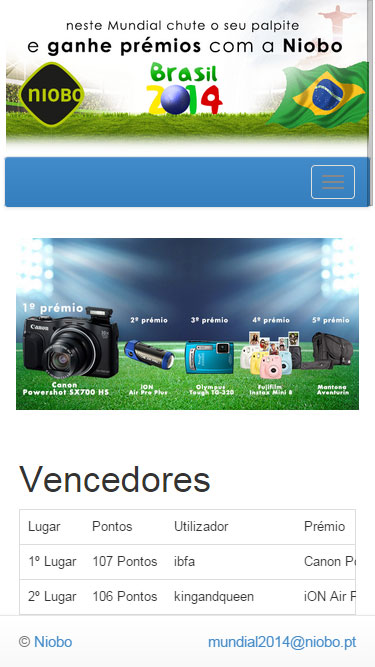 neste Mundial chute o seu palpite
e ganhe prémios com a Niobo
NIOBO
Brasil
2014
1º prémio
2º prémio
3º prémio
4º prémio
5º prémio
Canon
Canon
Powershot SX700 HS
iON
Air Pro Plus
Olympus
Tough TG-320
Fujifilm
Instax Mini 8
Mantona
Aventurin
Vencedores
Lugar Pontos Utilizador Prémio
1º Lugar 107 Pontos ibfa Canon Po
2º Lugar 106 Pontos kingandqueen iON Air P
© Niobo mundial2014@niobo.pt